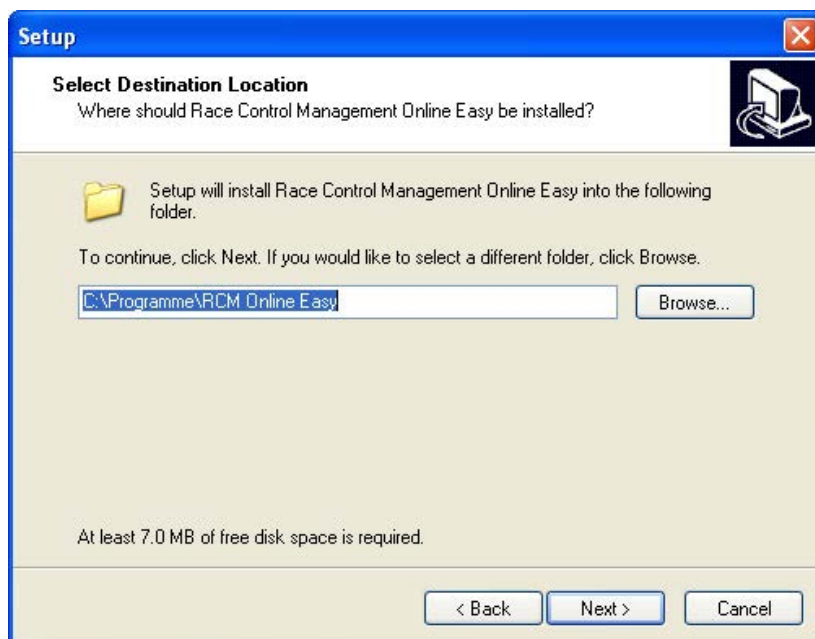 Setup
Select Destination Location
Where should Race Control Management Online Easy be installed?
Setup will install Race Control Management Online Easy into the following
folder.
To continue, click Next. If you would like to select a different folder, click Browse.
C:\Programme\RCM Online Easy
Browse...
At least 7.0 MB of free disk space is required.
< Back
Next >
Cancel